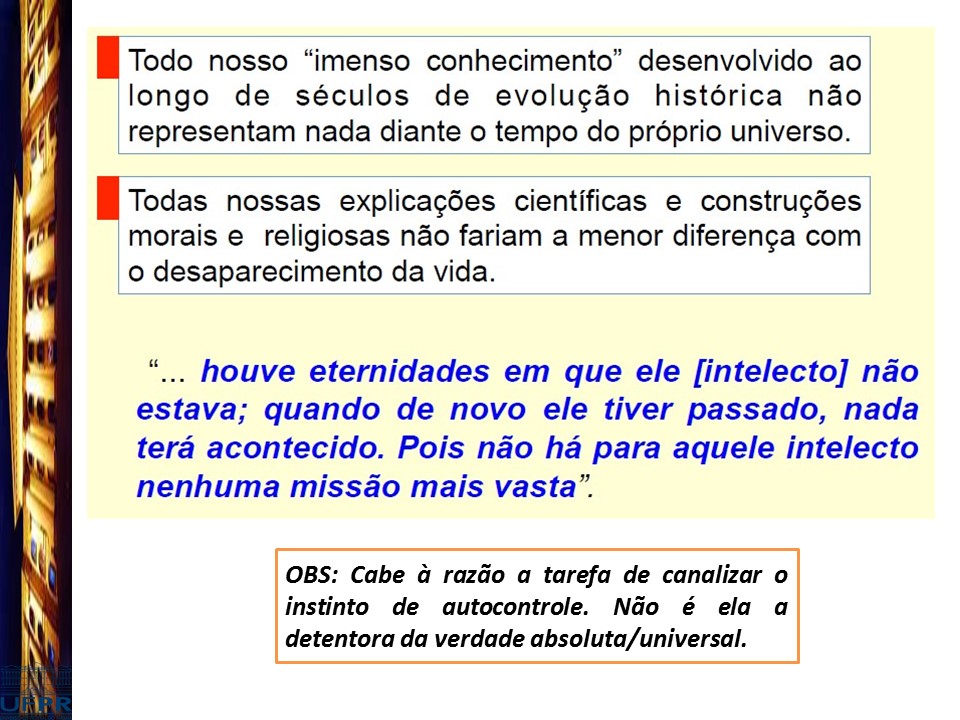 Todo nosso “imenso conhecimento” desenvolvido ao
longo de séculos de evolução histórica não
representam nada diante o tempo do próprio universo.
Todas nossas explicações científicas e construções
morais e religiosas não fariam a menor diferença com
o desaparecimento da vida.
“... houve eternidades em que ele [intelecto] não
estava; quando de novo ele tiver passado, nada
terá acontecido. Pois não há para aquele intelecto
nenhuma missão mais vasta”.
OBS: Cabe à razão a tarefa de canalizar o
instinto de autocontrole. Não é ela a
detentora da verdade absoluta/universal.
UFPR